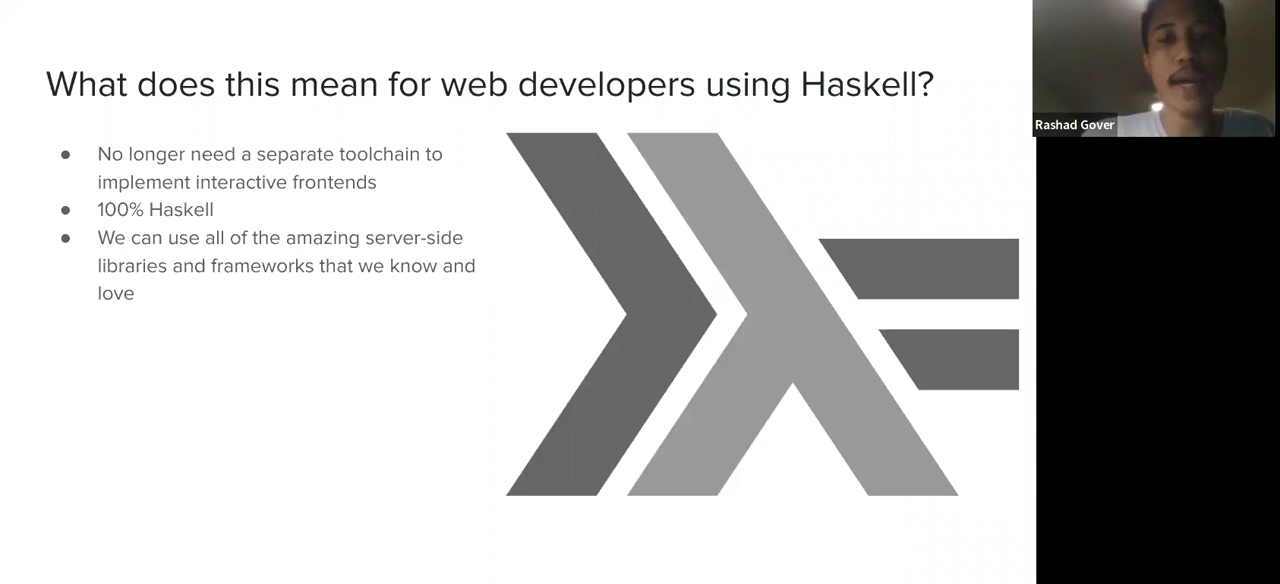 What does this mean for web developers using Haskell?
● No longer need a separate toolchain to
implement interactive frontends
● 100% Haskell
● We can use all of the amazing server-side
libraries and frameworks that we know and
love
Rashad Gover